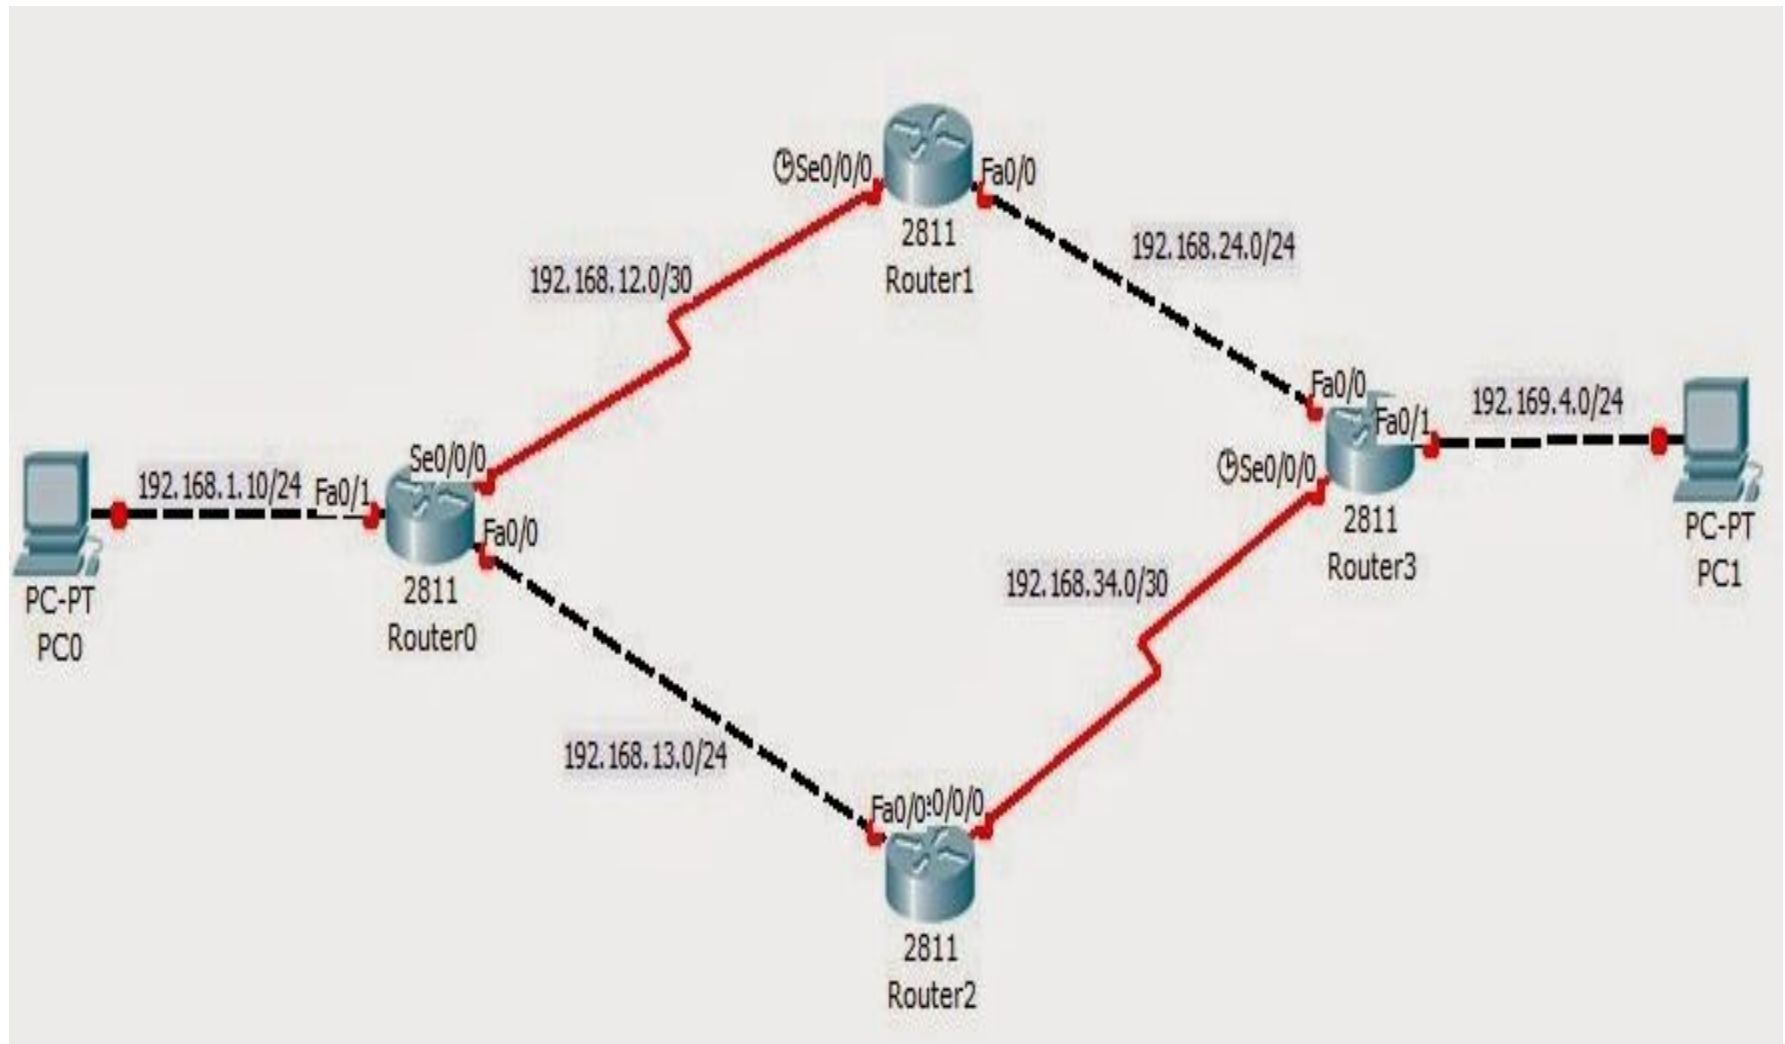 Se0/0/0
Fa0/0
2811
Router1
192.168.24.0/24
192.168.12.0/30
Fa0/0
Fa0/1
192.169.4.0/24
Se0/0/0
192.168.1.10/24
Fa0/1
Se0/0/0
Fa0/0
2811
Router3
PC-PT
PC1
PC-PT
PC0
2811
Router0
192.168.34.0/30
192.168.13.0/24
Fa0/0
0/0/0
2811
Router2